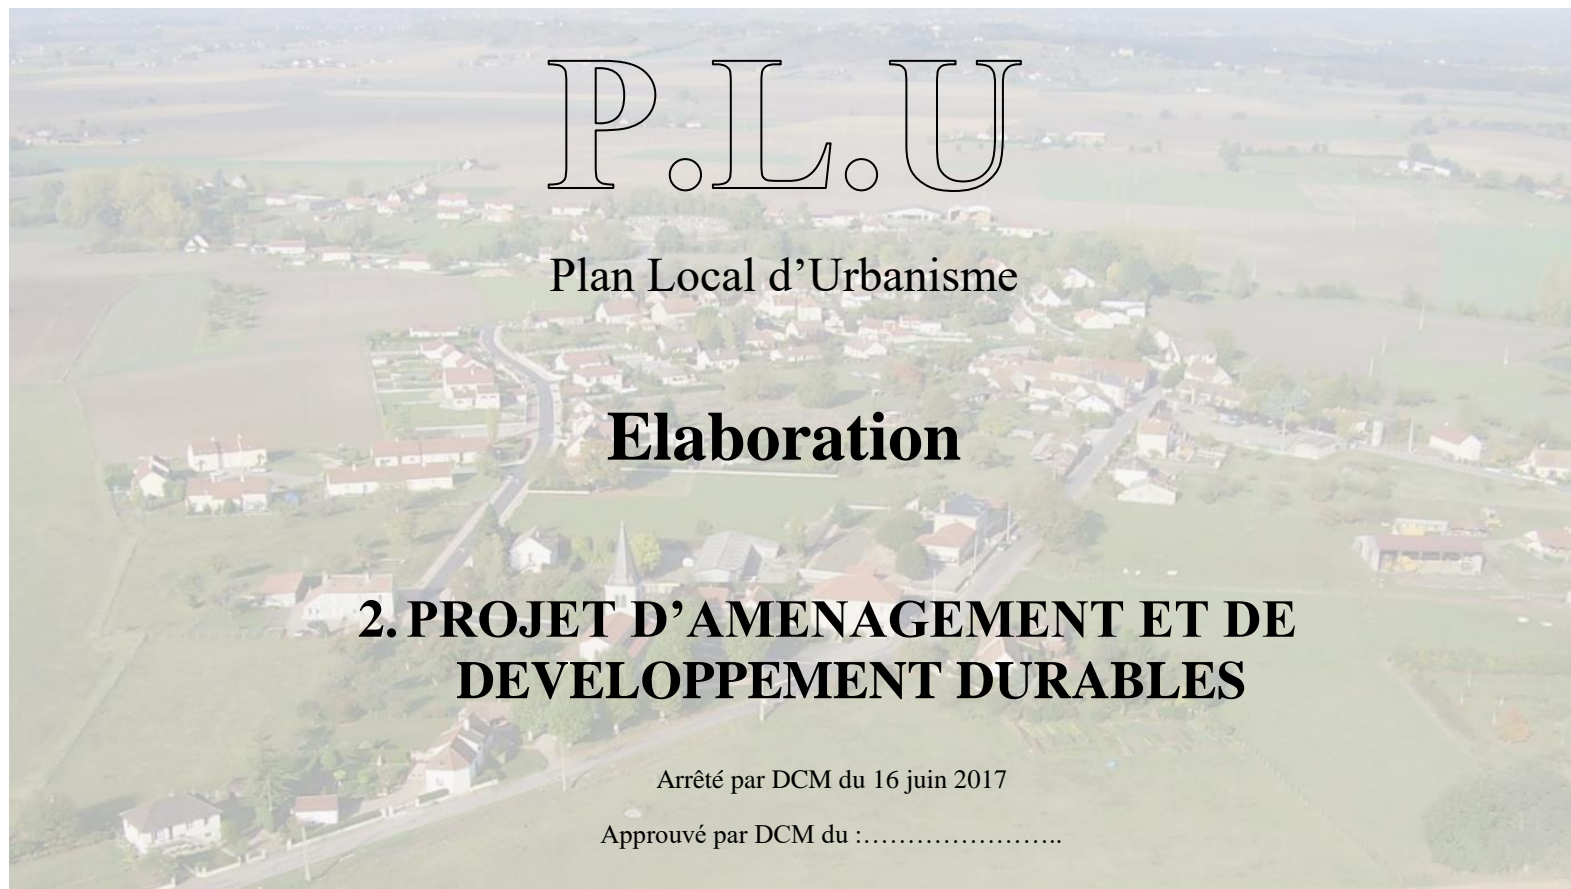 P.L.U
Plan Local d’Urbanisme
Elaboration
2. PROJET D’AMENAGEMENT ET DE
DEVELOPPEMENT DURABLES
Arrêté par DCM du 16 juin 2017
Approuvé par DCM du :…………………..